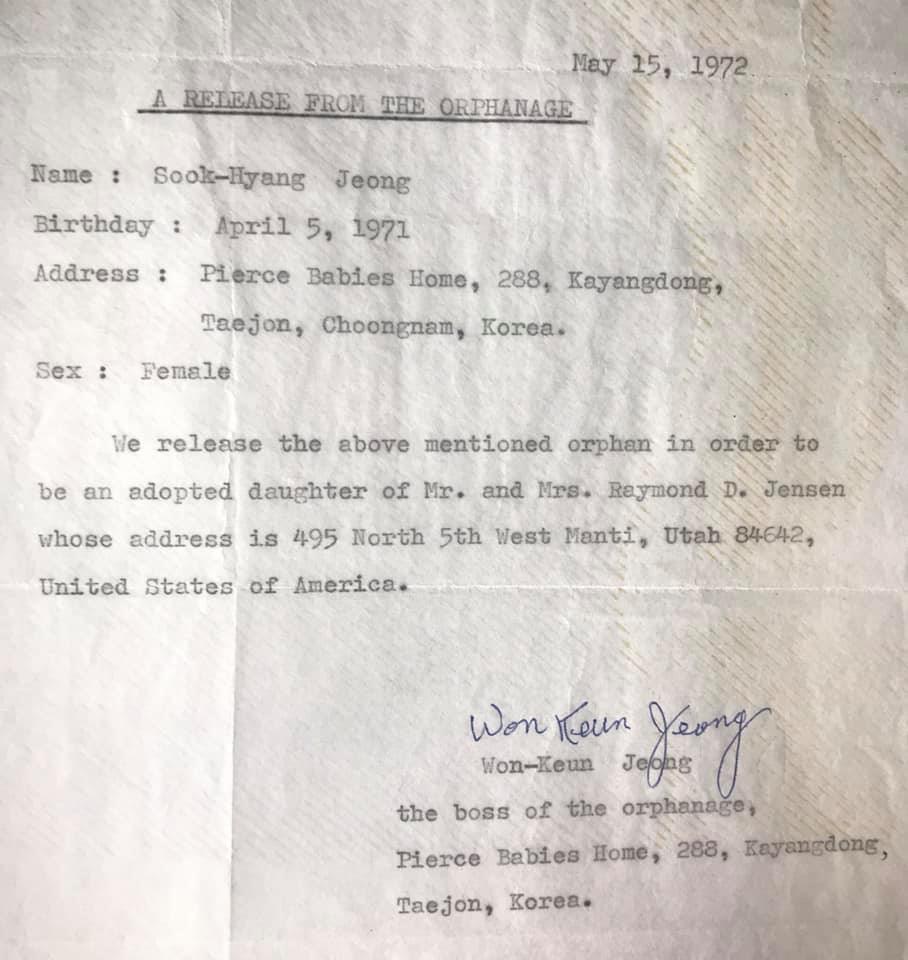 May 15, 1972
A RELEASE FROM THE ORPHANAGE
Name : Sook-Hyang Jeong
Birthday : April 5, 1971
Address : Pierce Babies Home, 288, Kayangdong,
Taejon, Choongnam, Korea.
Sex : Female
We release the above mentioned orphan in order to
be an adopted daughter of Mr. and Mrs. Raymond D. Jensen
whose address is 495 North 5th West Manti, Utah 84642,
United States of America.
Won Keun Jeong
Won-Keun Jeong
the boss of the orphanage,
Pierce Babies Home, 288, Kayangdong,
Taejon, Korea.